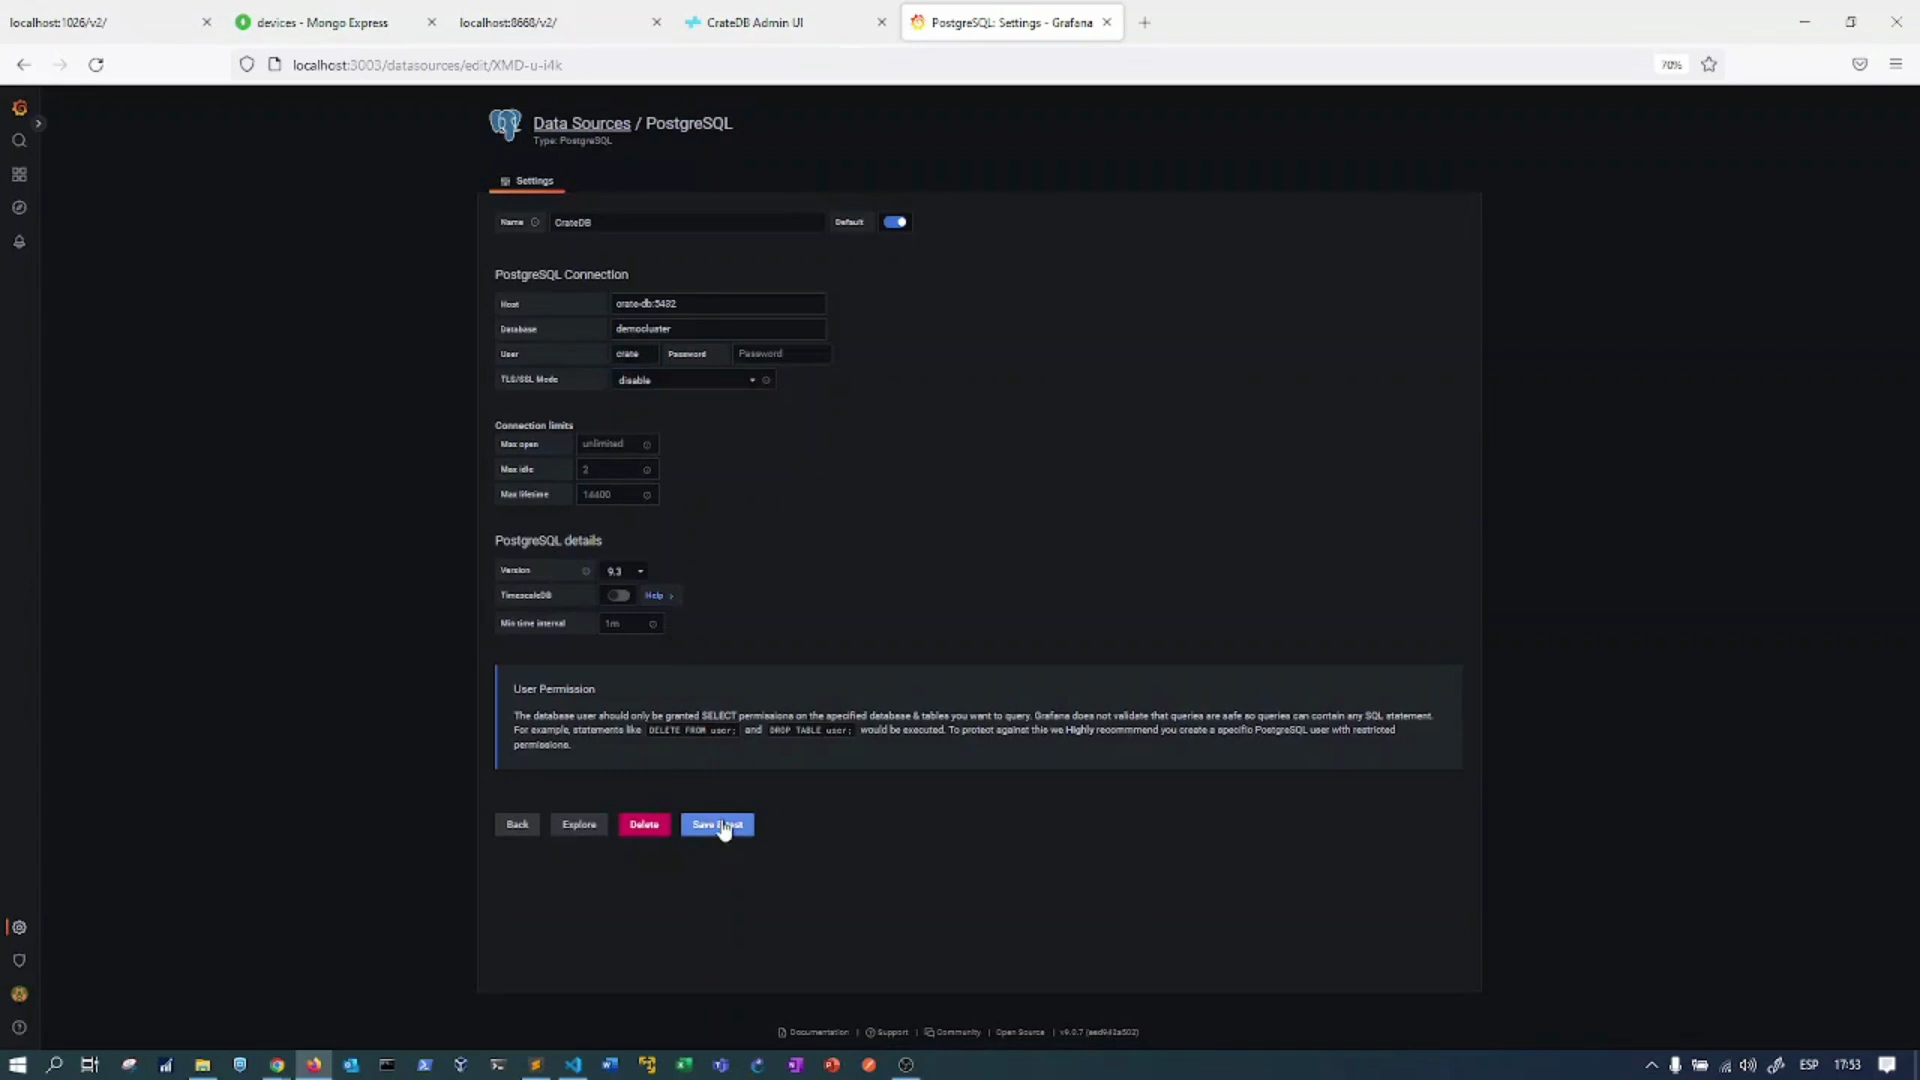 localhost:1026/v2/
devices - Mongo Express
localhost:8668/v2/
CrateDB Admin UI
PostgreSQL: Settings - Grafana
localhost:3003/datasources/edit/XMD-u-i4k
70%
Data Sources / PostgreSQL
Type: PostgreSQL
Settings
Name
CrateDB
Default
PostgreSQL Connection
Host
crate-db:5432
Database
democluster
User
crate
Password
Password
TLS/SSL Mode
disable
Connection limits
Max open
unlimited
Max idle
2
Max lifetime
14400
PostgreSQL details
Version
9.3
TimescaleDB
Help >
Min time interval
1m
User Permission
The database user should only be granted SELECT permissions on the specified database & tables you want to query. Grafana does not validate that queries are safe so queries can contain any SQL statement.
For example, statements like DELETE FROM user; and DROP TABLE user; would be executed. To protect against this we Highly recommmend you create a specific PostgreSQL user with restricted
permissions.
Back
Explore
Delete
Save test
Documentation | Support | Community | Open Source |
ESP
17:53